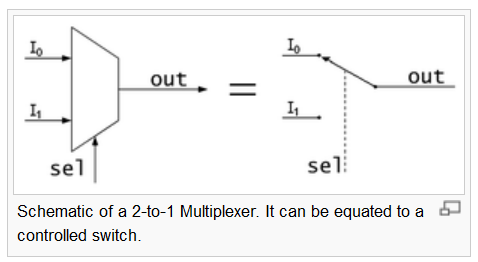 I₀
I₁
out
sel
=
I₀
I₁
out
sel
Schematic of a 2-to-1 Multiplexer. It can be equated to a
controlled switch.